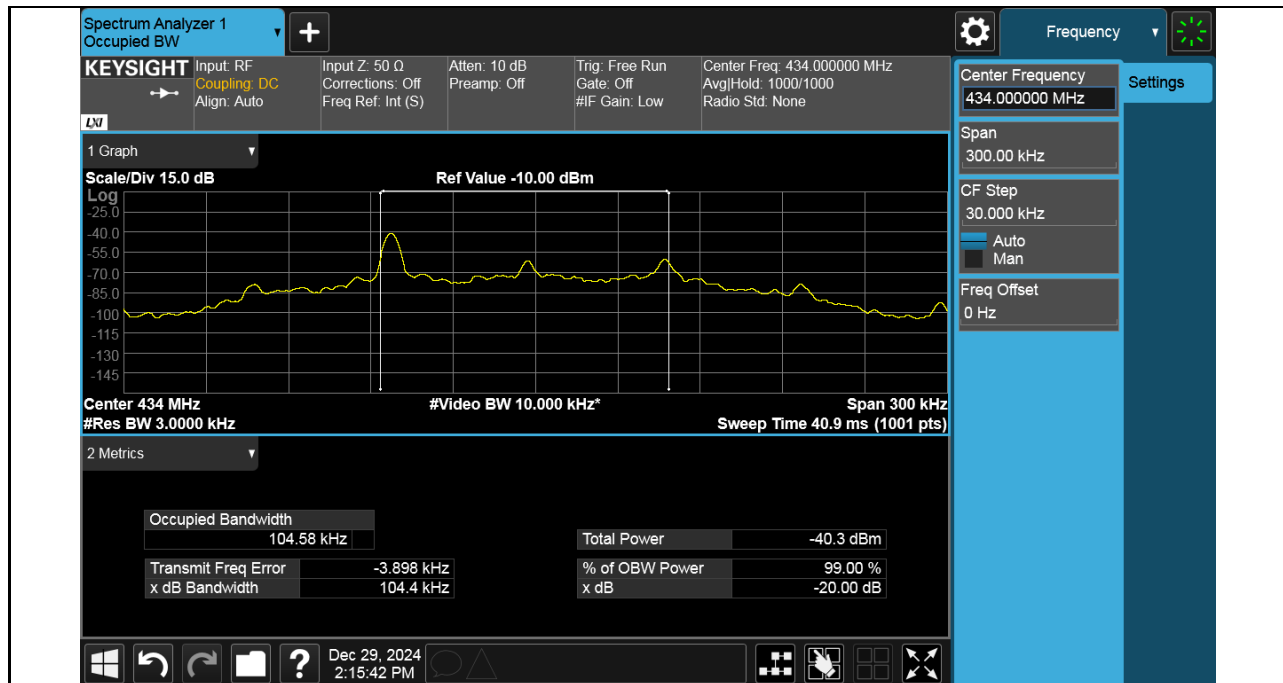 Spectrum Analyzer 1
Occupied BW
Frequency
KEYSIGHT
LXI
Input: RF
Coupling: DC
Align: Auto
Input Z: 50 Ω
Corrections: Off
Freq Ref: Int (S)
Atten: 10 dB
Preamp: Off
Trig: Free Run
Gate: Off
#IF Gain: Low
Center Freq: 434.000000 MHz
Avg|Hold: 1000/1000
Radio Std: None
Center Frequency
434.000000 MHz
Settings
Span
300.00 kHz
CF Step
30.000 kHz
Auto
Man
Freq Offset
0 Hz
1 Graph
Scale/Div 15.0 dB
Ref Value -10.00 dBm
Log
-25.0
-40.0
-55.0
-70.0
-85.0
-100
-115
-130
-145
Center 434 MHz
#Video BW 10.000 kHz*
Span 300 kHz
#Res BW 3.0000 kHz
Sweep Time 40.9 ms (1001 pts)
2 Metrics
Occupied Bandwidth
104.58 kHz
Total Power -40.3 dBm
Transmit Freq Error -3.898 kHz
% of OBW Power 99.00 %
x dB Bandwidth 104.4 kHz
x dB -20.00 dB
?
Dec 29, 2024
2:15:42 PM